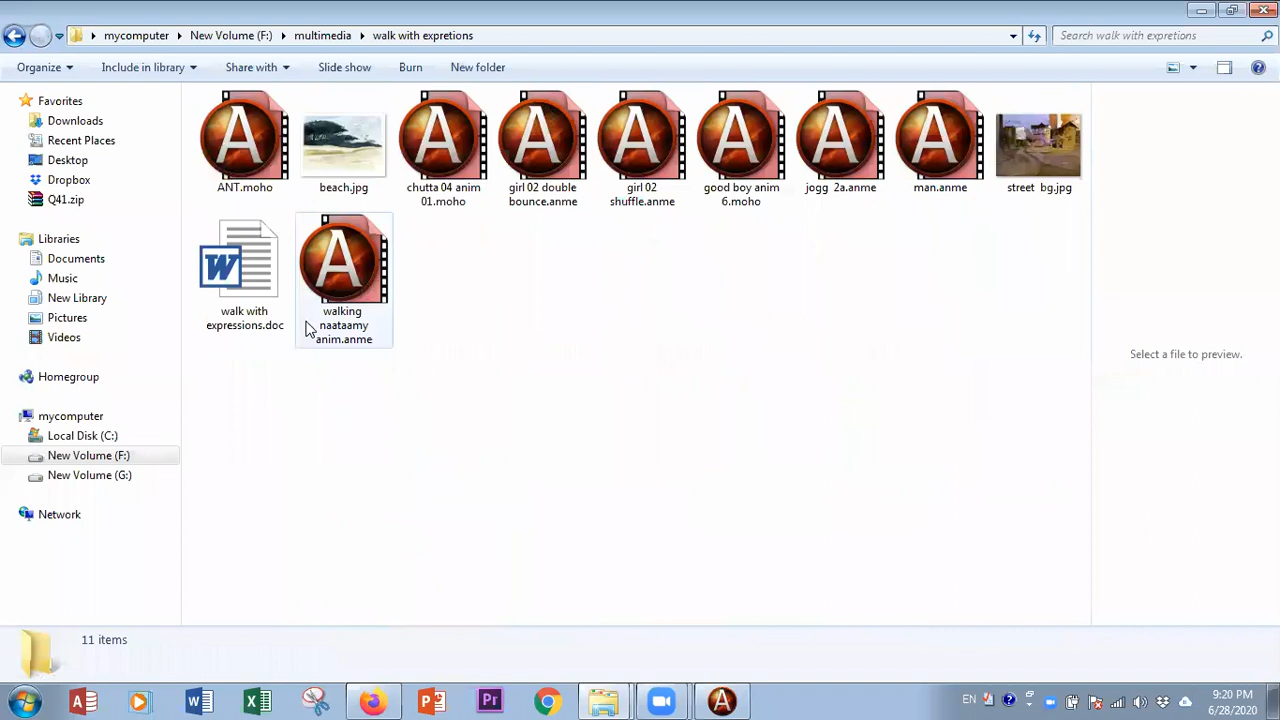 mycomputer New Volume (F:) multimedia walk with expretions
Search walk with expretions
Organize Include in library Share with Slide show Burn New folder
Favorites
Downloads
Recent Places
Desktop
Dropbox
Q41.zip
Libraries
Documents
Music
New Library
Pictures
Videos
Homegroup
mycomputer
Local Disk (C:)
New Volume (F:)
New Volume (G:)
Network
ANT.moho
beach.jpg
chutta 04 anim
01.moho
girl 02 double
bounce.anme
girl 02
shuffle.anme
good boy anim
6.moho
jogg 2a.anme
man.anme
street bg.jpg
walk with
expressions.doc
walking
naataamy
anim.anme
Select a file to preview.
11 items
EN
9:20 PM
6/28/2020